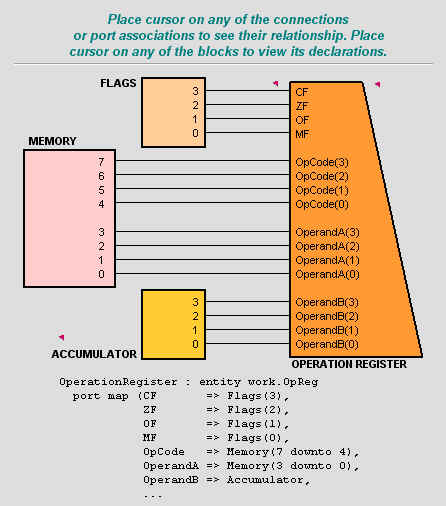 Place cursor on any of the connections
or port associations to see their relationship. Place
cursor on any of the blocks to view its declarations.
FLAGS
3 CF
2 ZF
1 OF
0 MF
MEMORY
7 OpCode(3)
6 OpCode(2)
5 OpCode(1)
4 OpCode(0)
3 OperandA(3)
2 OperandA(2)
1 OperandA(1)
0 OperandA(0)
3 OperandB(3)
2 OperandB(2)
1 OperandB(1)
0 OperandB(0)
ACCUMULATOR
OPERATION REGISTER
OperationRegister : entity work.OpReg
port map (CF => Flags(3),
ZF => Flags(2),
OF => Flags(1),
MF => Flags(0),
OpCode => Memory(7 downto 4),
OperandA => Memory(3 downto 0),
OperandB => Accumulator,
...